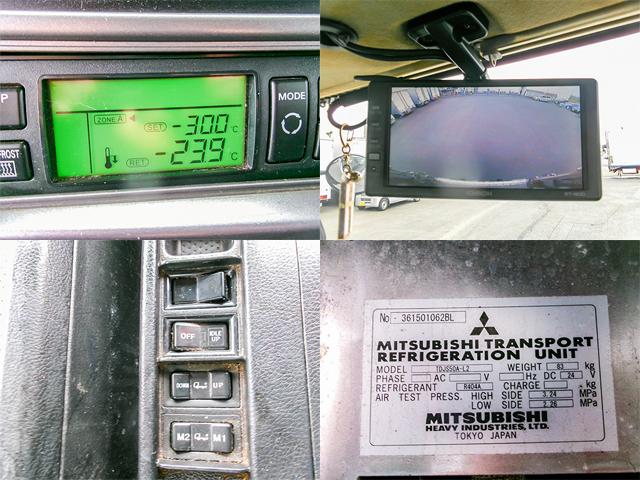 P
MODE
ZONE A
SET -30.0 °C
FROST
RET -23.9 °C
OFF IDLE UP
DOWN UP
M2 M1
No - 361501062BL
MITSUBISHI TRANSPORT
REFRIGERATION UNIT
MODEL TDJS50A-L2 WEIGHT 83 kg
PHASE AC V Hz DC 24 V
REFRIGERANT R404A CHARGE kg
AIR TEST PRESS. HIGH SIDE 3.24 MPa
LOW SIDE 2.26 MPa
MITSUBISHI
HEAVY INDUSTRIES, LTD.
TOKYO JAPAN